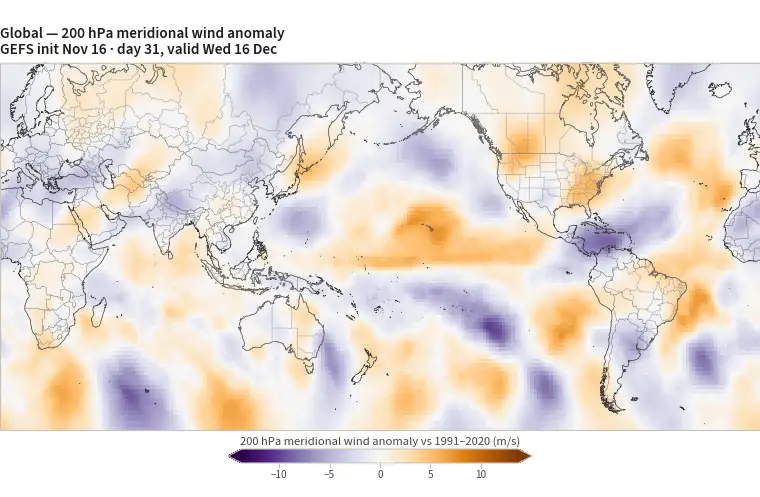 Global — 200 hPa meridional wind anomaly
GEFS init Nov 16 · day 31, valid Wed 16 Dec
200 hPa meridional wind anomaly vs 1991–2020 (m/s)
−10 −5 0 5 10